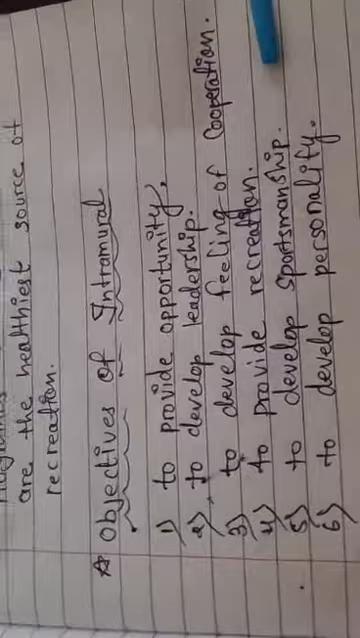 are the healthiest source of
recreation.
☆ Objectives of Intramural
1) to provide opportunity,
2) to develop leadership.
3) to develop feeling of Cooperation.
4) to provide recreation.
5) to develop sportsmanship.
6) to develop personality.